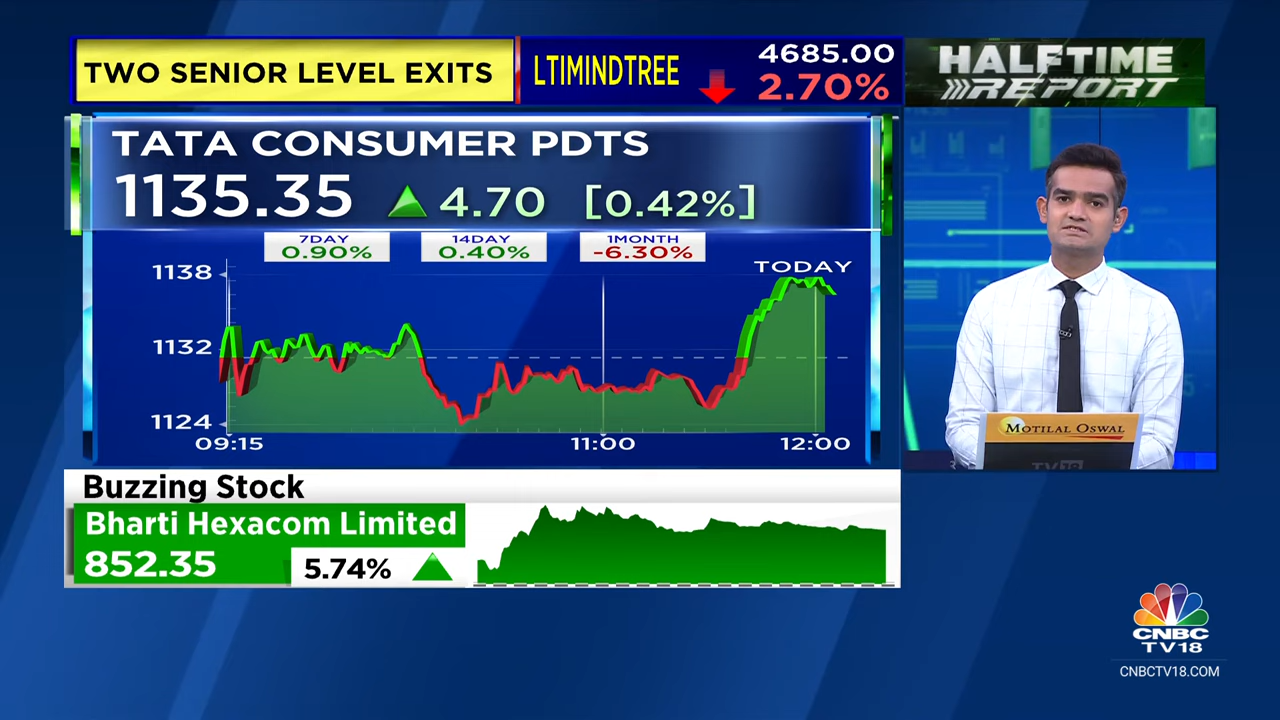 TWO SENIOR LEVEL EXITS
LTIMINDTREE
4685.00
2.70%
HALFTIME
REPORT
TATA CONSUMER PDTS
1135.35 4.70 [0.42%]
7DAY
0.90%
14DAY
0.40%
1MONTH
-6.30%
TODAY
1138
1132
1124
09:15 11:00 12:00
MOTILAL OSWAL
TV18
Buzzing Stock
Bharti Hexacom Limited
852.35 5.74%
CNBC
TV18
CNBCTV18.COM